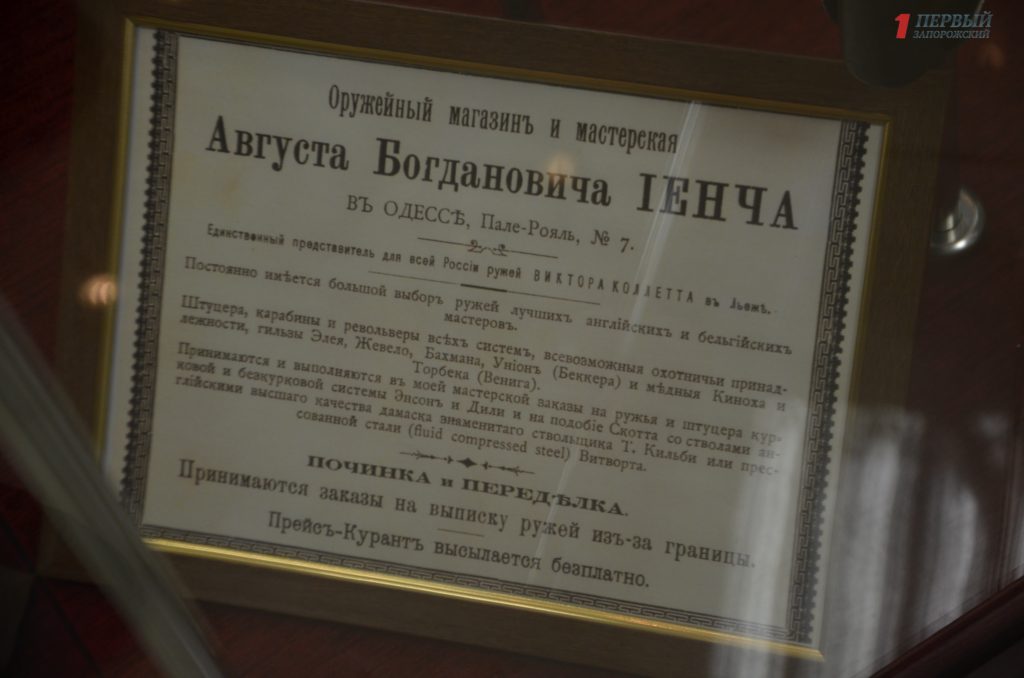 1 ПЕРВЫЙ
ЗАПОРОЖСКИЙ
Оружейный магазинъ и мастерская
Августа Богдановича ІЕНЧА
ВЪ ОДЕССѢ, Пале-Рояль, № 7.
Единственный представитель для всей Россіи ружей ВИКТОРА КОЛЛЕТТА въ Льежѣ.
Постоянно имѣется большой выборъ ружей лучшихъ англійскихъ и бельгійскихъ
мастеровъ.
Штуцера, карабины и револьверы всѣхъ системъ, всевозможныя охотничьи принад-
лежности, гильзы Элея, Жевело, Бахмана, Уніонъ (Беккера) и мѣдныя Киноха и
Торбека (Венига).
Принимаются и выполняются въ моей мастерской заказы на ружья и штуцера кур-
ковой и безкурковой системы Энсонъ и Дили и на подобіе Скотта со стволами ан-
глійскими высшаго качества дамаска знаменитаго ствольщика Т. Кильби или прес-
сованной стали (fluid compressed steel) Витворта.
ПОЧИНКА и ПЕРЕДѢЛКА.
Принимаются заказы на выписку ружей изъ-за границы.
Прейсъ-Курантъ высылается безплатно.